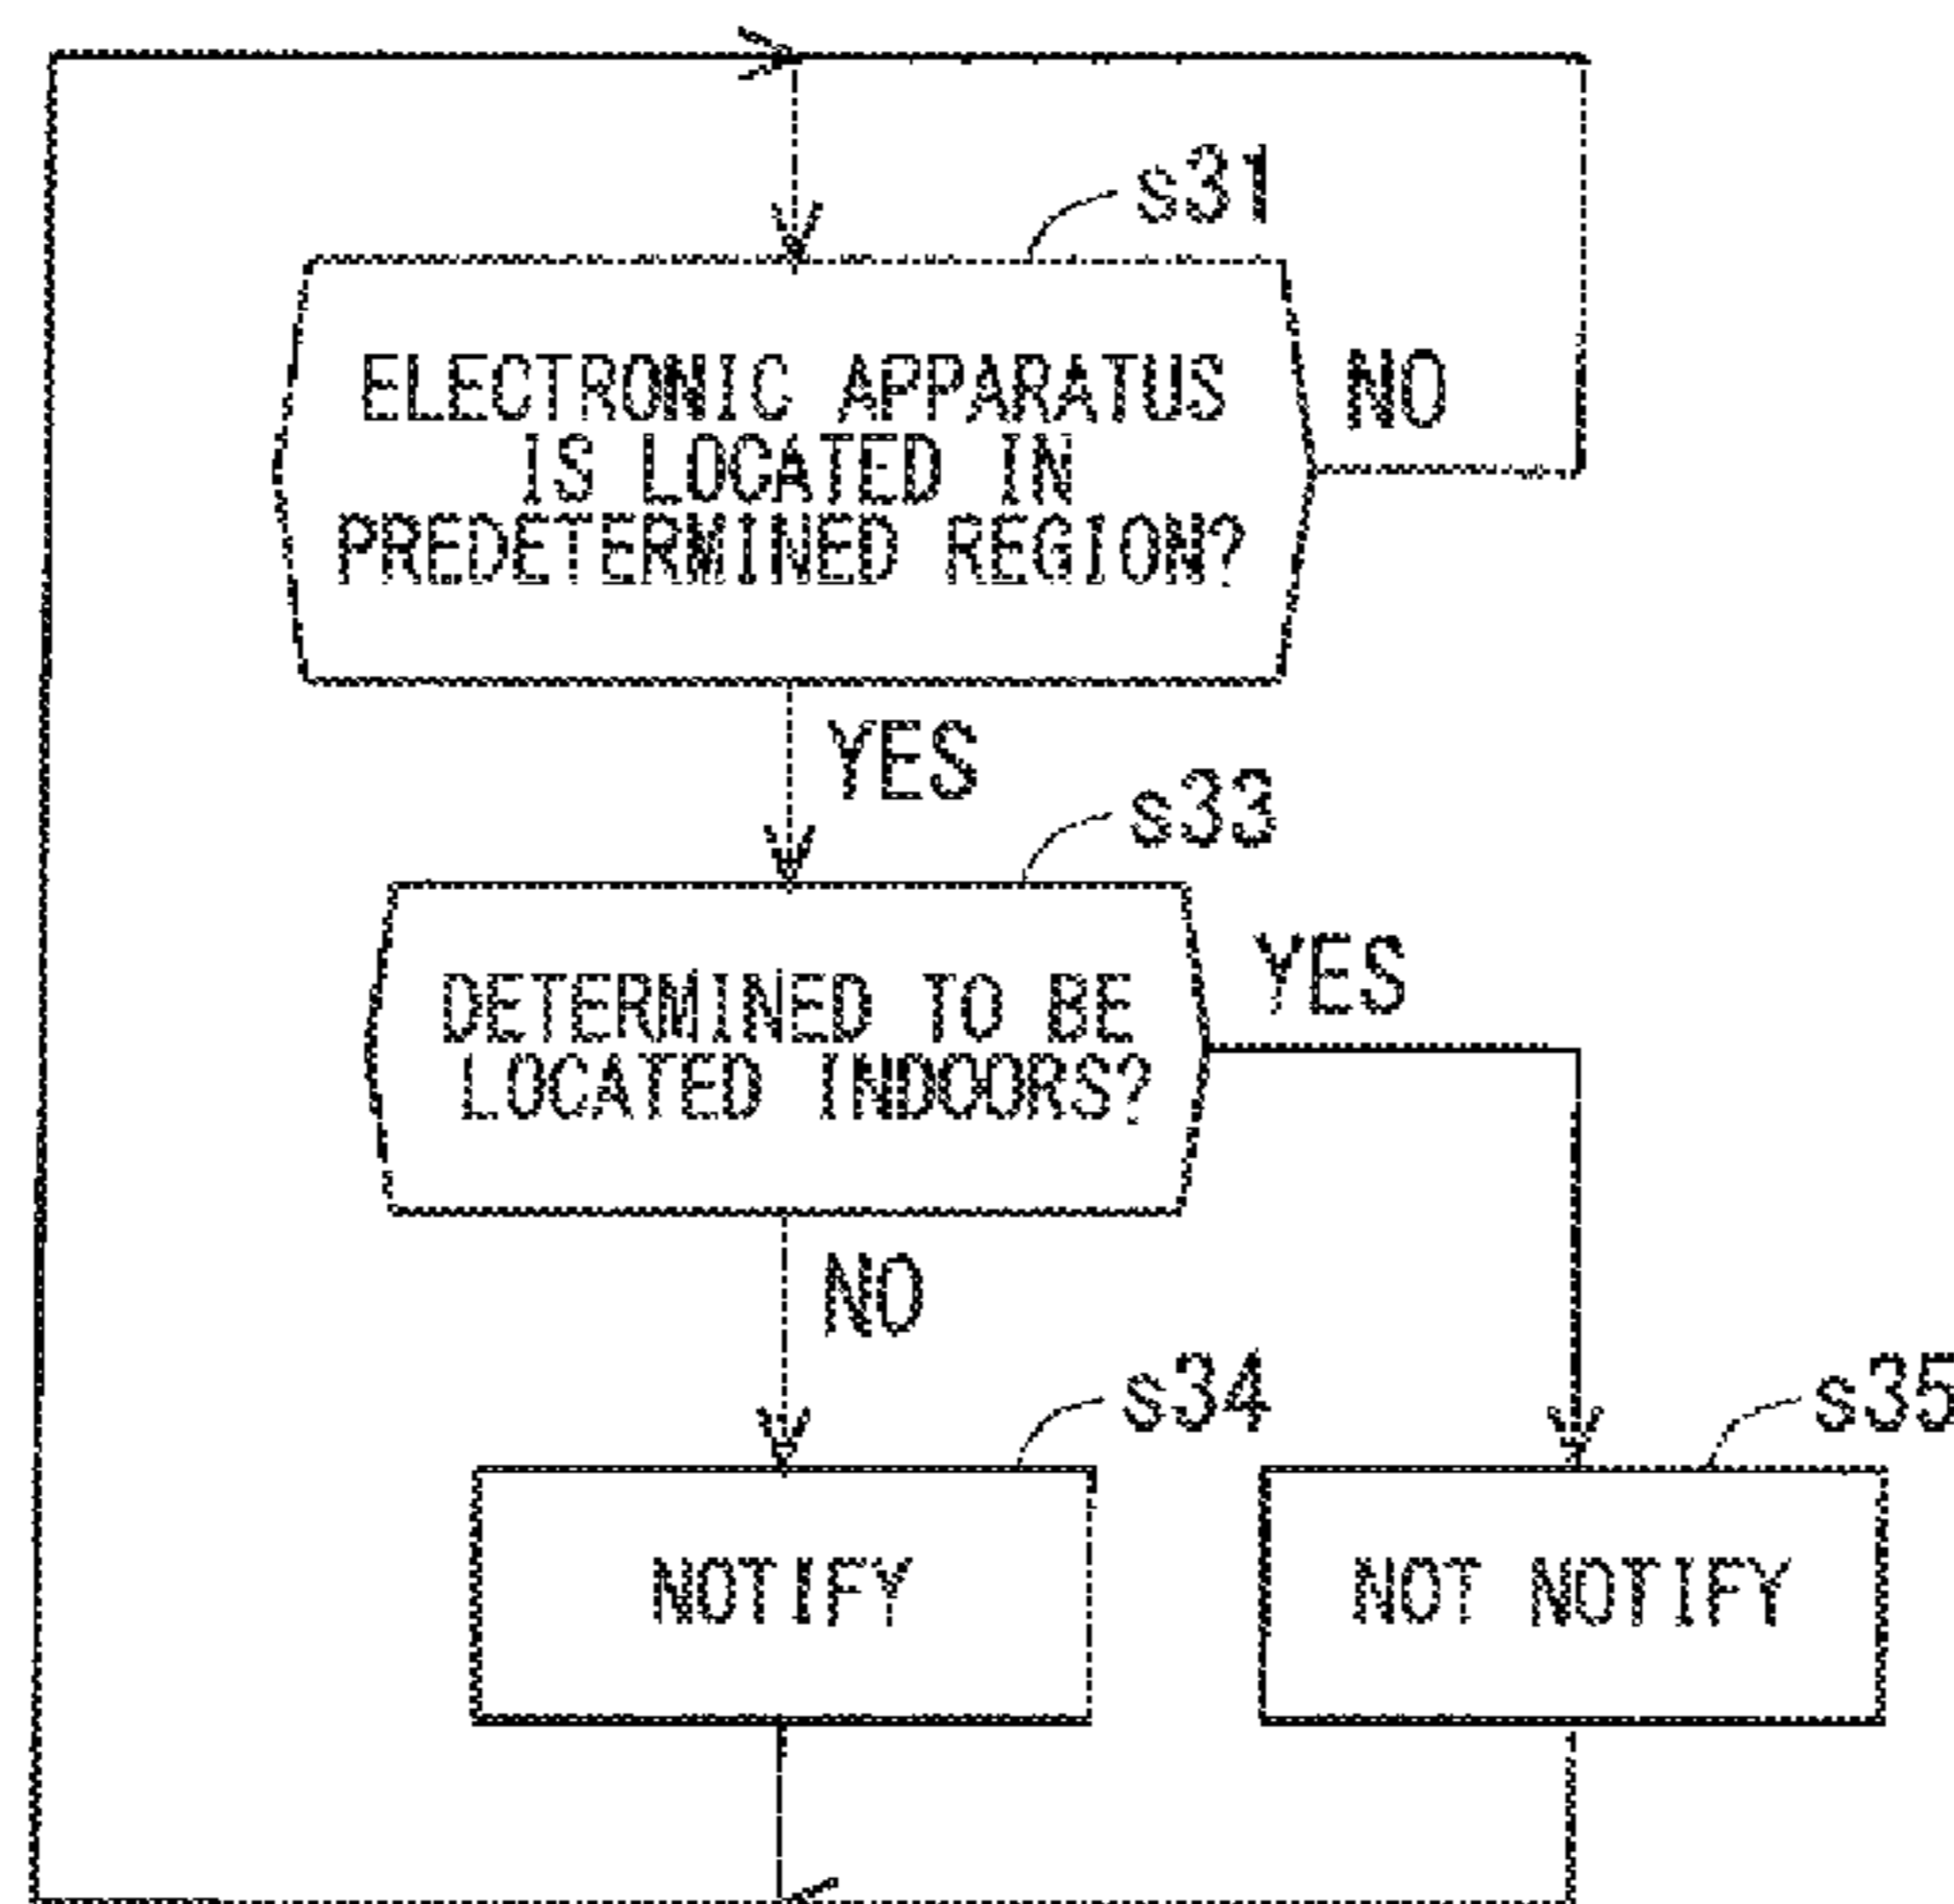 s31
ELECTRONIC APPARATUS
IS LOCATED IN
PREDETERMINED REGION?
NO
YES
s33
DETERMINED TO BE
LOCATED INDOORS?
YES
NO
s34
s35
NOTIFY
NOT NOTIFY